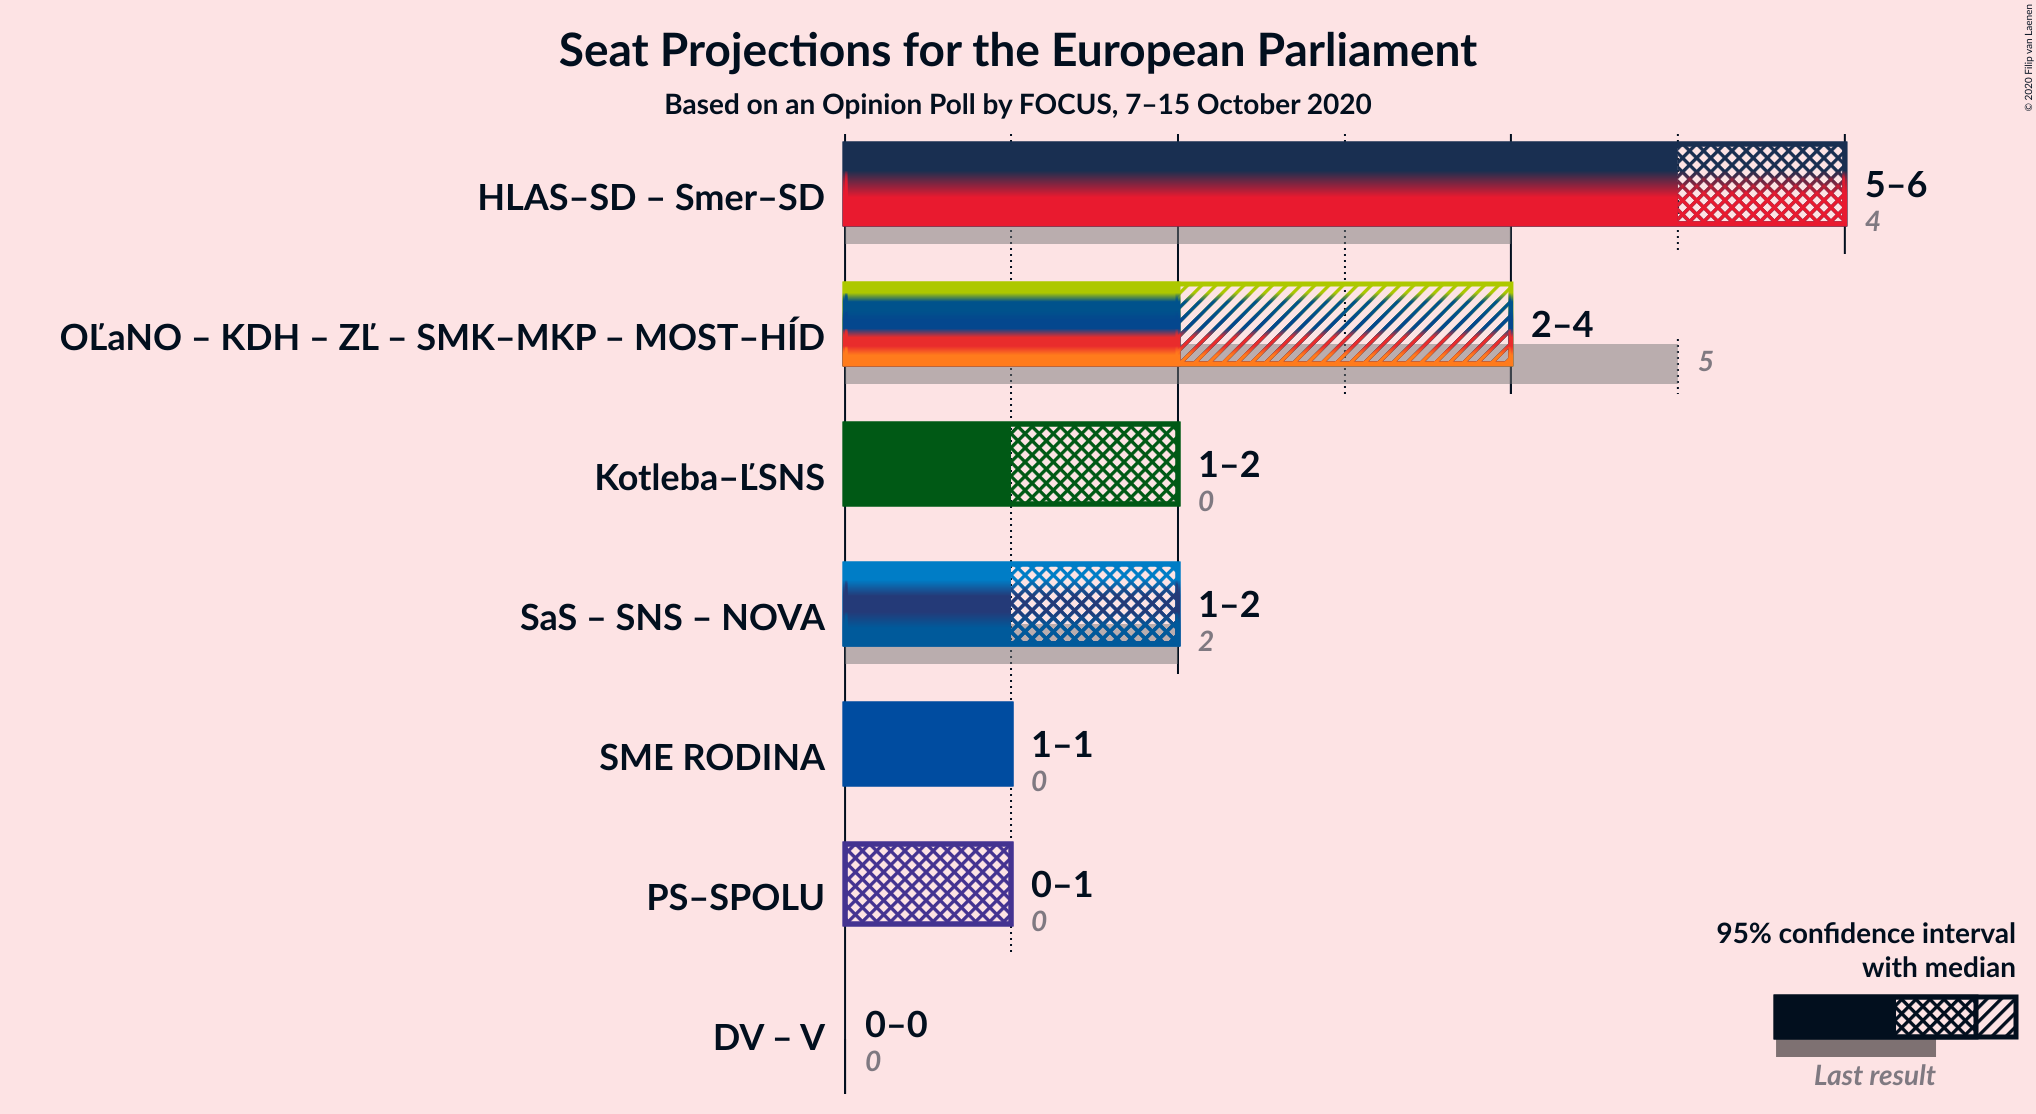 Seat Projections for the European Parliament
Based on an Opinion Poll by FOCUS, 7–15 October 2020
© 2020 Filip van Laenen
HLAS–SD – Smer–SD
5–6
4
OĽaNO – KDH – ZĽ – SMK–MKP – MOST–HÍD
2–4
5
Kotleba–ĽSNS
1–2
0
SaS – SNS – NOVA
1–2
2
SME RODINA
1–1
0
PS–SPOLU
0–1
0
DV – V
0–0
0
95% confidence interval
with median
Last result